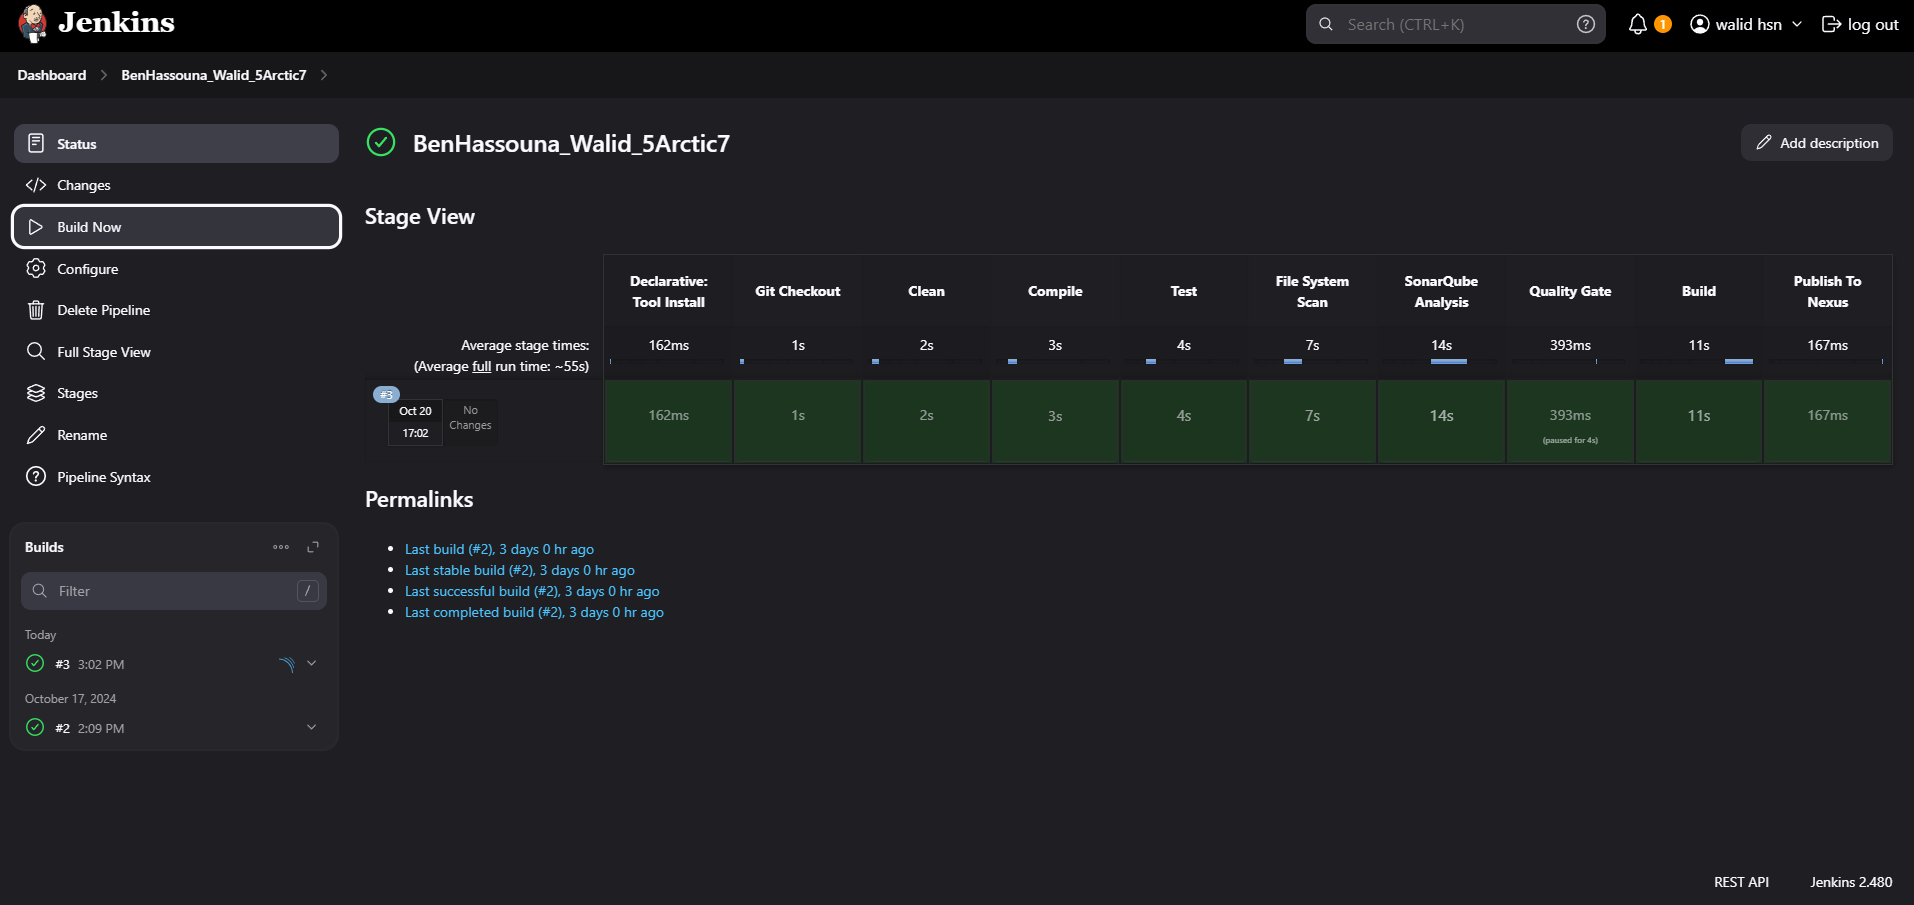 Jenkins
Search (CTRL+K)
?
1
walid hsn
log out
Dashboard
BenHassouna_Walid_5Arctic7
Status
Changes
Build Now
Configure
Delete Pipeline
Full Stage View
Stages
Rename
Pipeline Syntax
Builds
Filter
/
Today
#3 3:02 PM
October 17, 2024
#2 2:09 PM
BenHassouna_Walid_5Arctic7
Add description
Stage View
Declarative: Tool Install
Git Checkout
Clean
Compile
Test
File System Scan
SonarQube Analysis
Quality Gate
Build
Publish To Nexus
Average stage times:
(Average full run time: ~55s)
162ms 1s 2s 3s 4s 7s 14s 393ms 11s 167ms
#3
Oct 20
17:02
No Changes
162ms 1s 2s 3s 4s 7s 14s 393ms 11s 167ms
(paused for 4s)
Permalinks
Last build (#2), 3 days 0 hr ago
Last stable build (#2), 3 days 0 hr ago
Last successful build (#2), 3 days 0 hr ago
Last completed build (#2), 3 days 0 hr ago
REST API
Jenkins 2.480